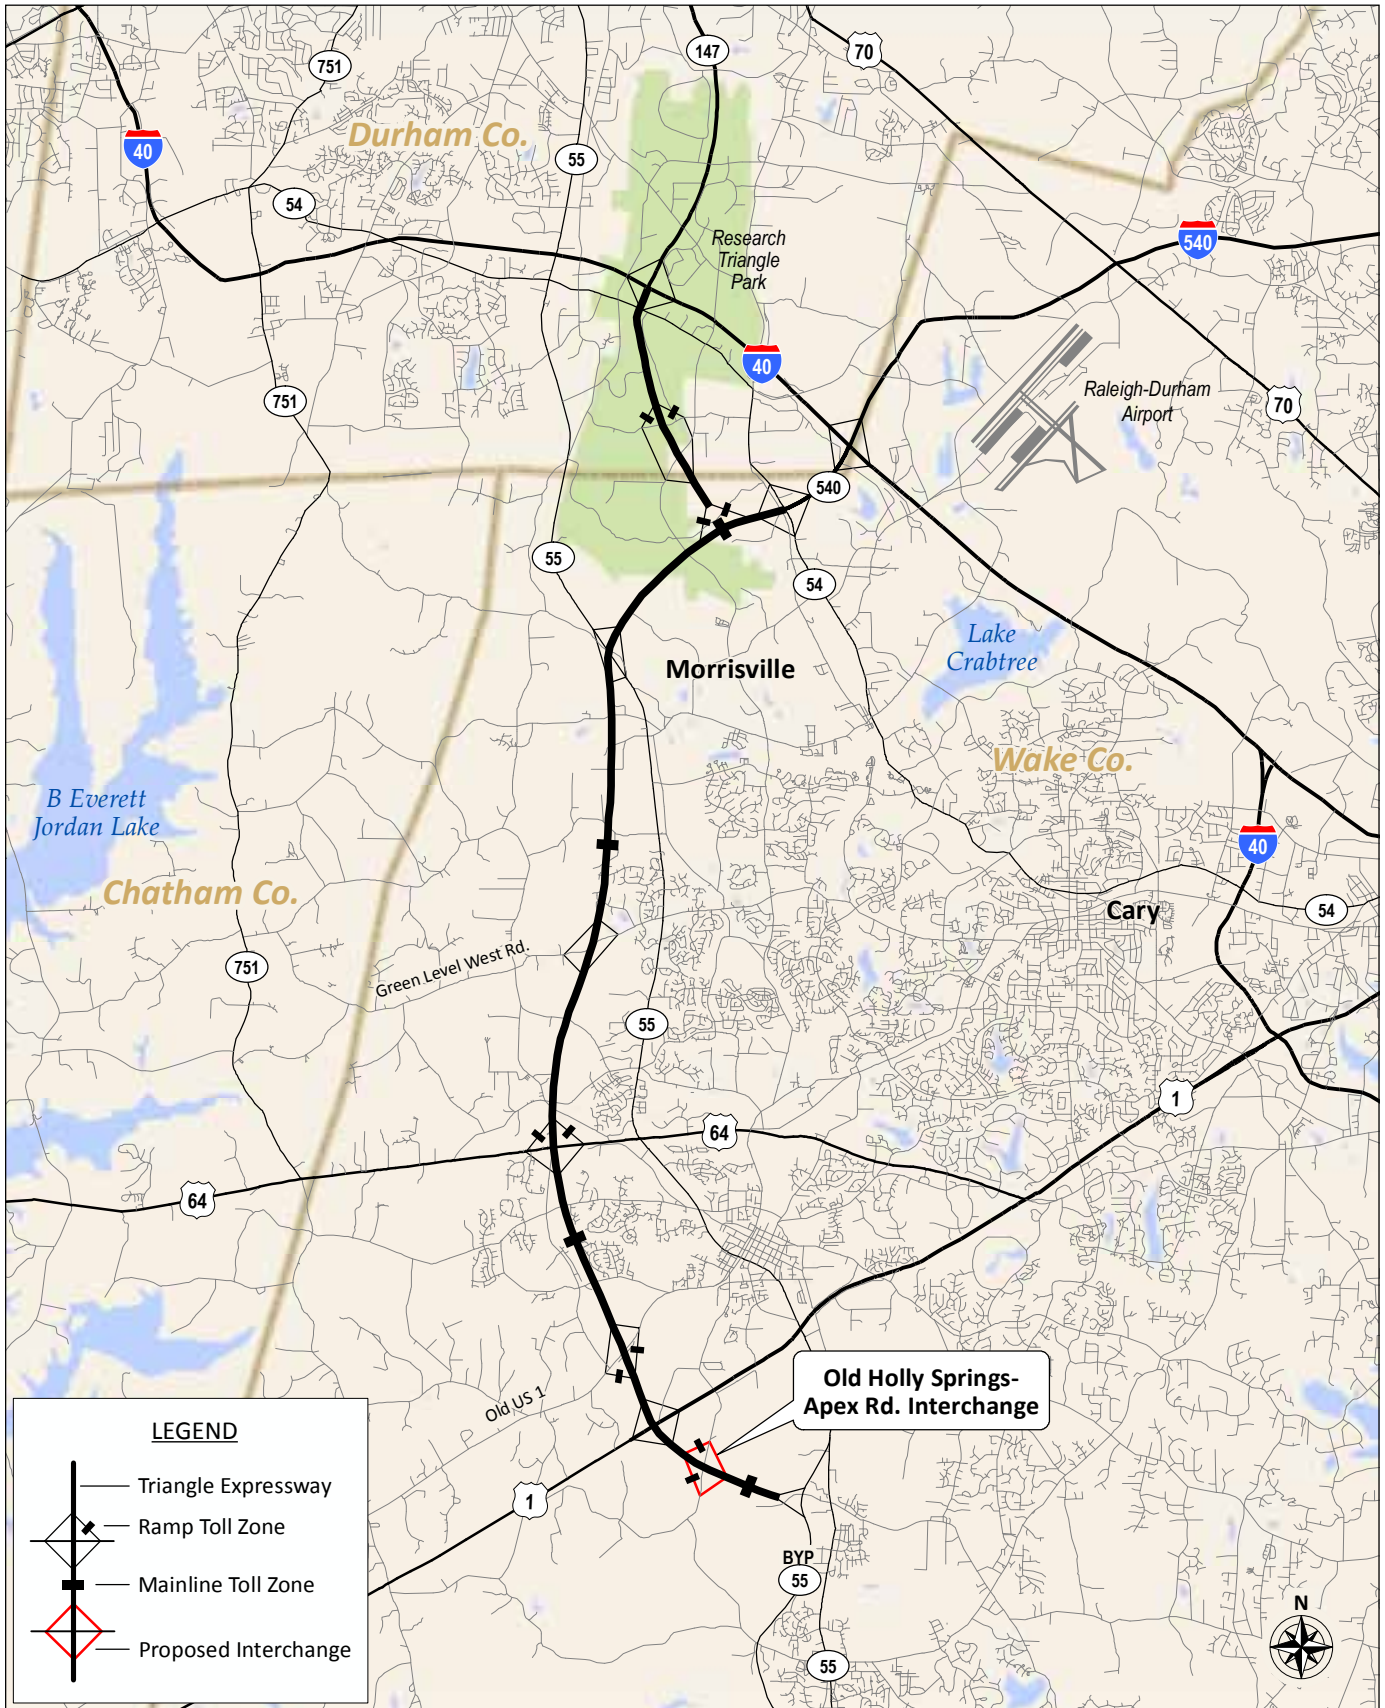 147
70
751
40
Durham Co.
55
54
Research
Triangle
Park
540
40
Raleigh-Durham
Airport
751
70
540
55
54
Lake
Crabtree
Morrisville
Wake Co.
B Everett
Jordan Lake
40
Chatham Co.
Cary
54
Green Level West Rd.
751
55
1
64
64
Old Holly Springs-
Apex Rd. Interchange
Old US 1
1
BYP
55
55
N
LEGEND
Triangle Expressway
Ramp Toll Zone
Mainline Toll Zone
Proposed Interchange